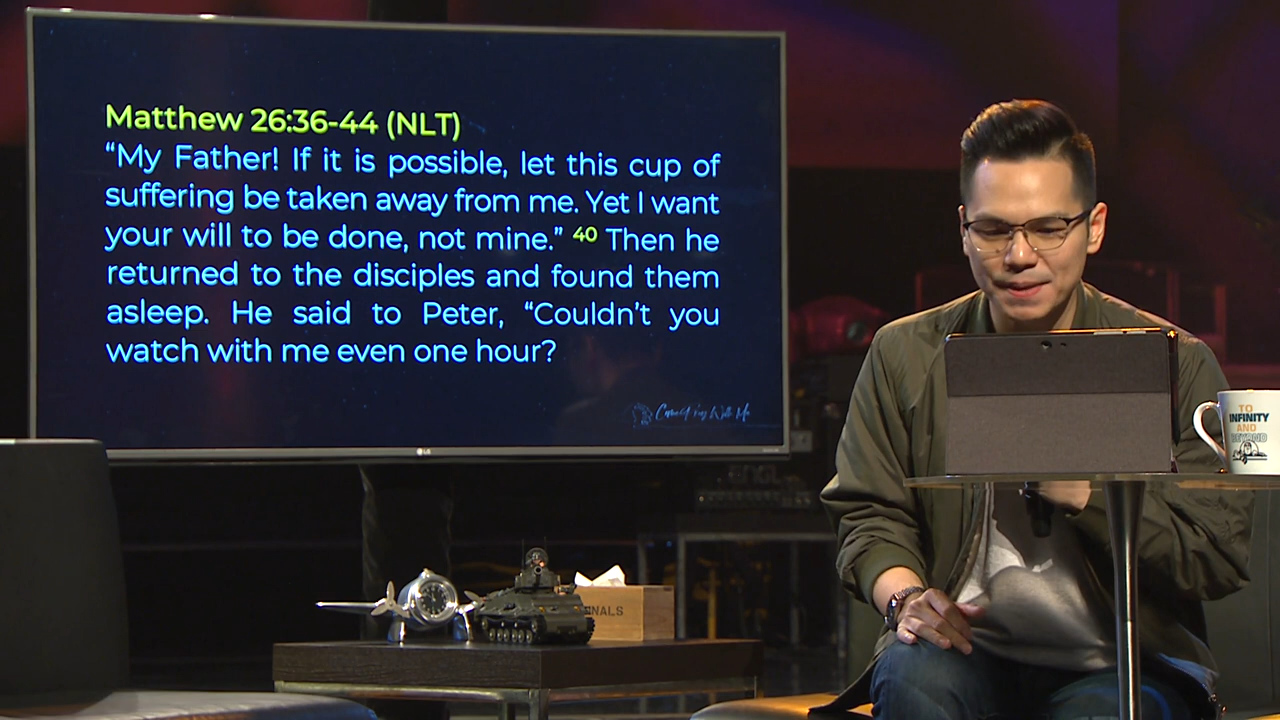 Matthew 26:36-44 (NLT)
“My Father! If it is possible, let this cup of
suffering be taken away from me. Yet I want
your will to be done, not mine.” 40 Then he
returned to the disciples and found them
asleep. He said to Peter, “Couldn’t you
watch with me even one hour?
LG
TO
INFINITY
AND
BEYOND
NALS